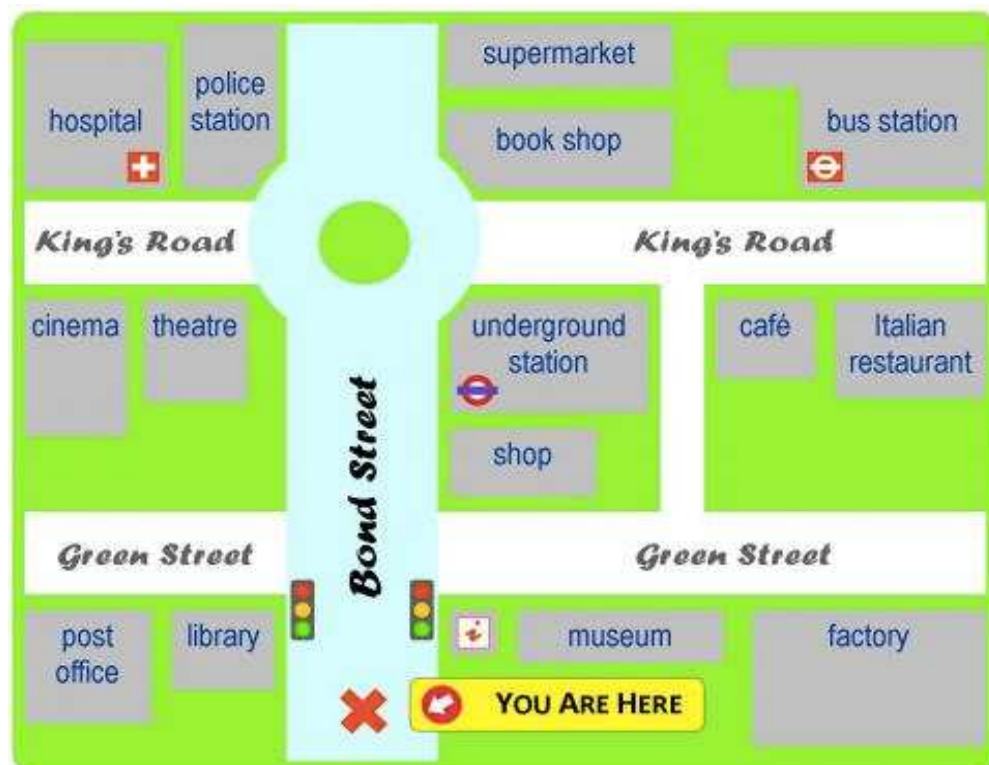 hospital
police
station
supermarket
book shop
bus station
King's Road
King's Road
cinema
theatre
underground
station
café
Italian
restaurant
shop
Bond Street
Green Street
Green Street
post
office
library
i
museum
factory
YOU ARE HERE